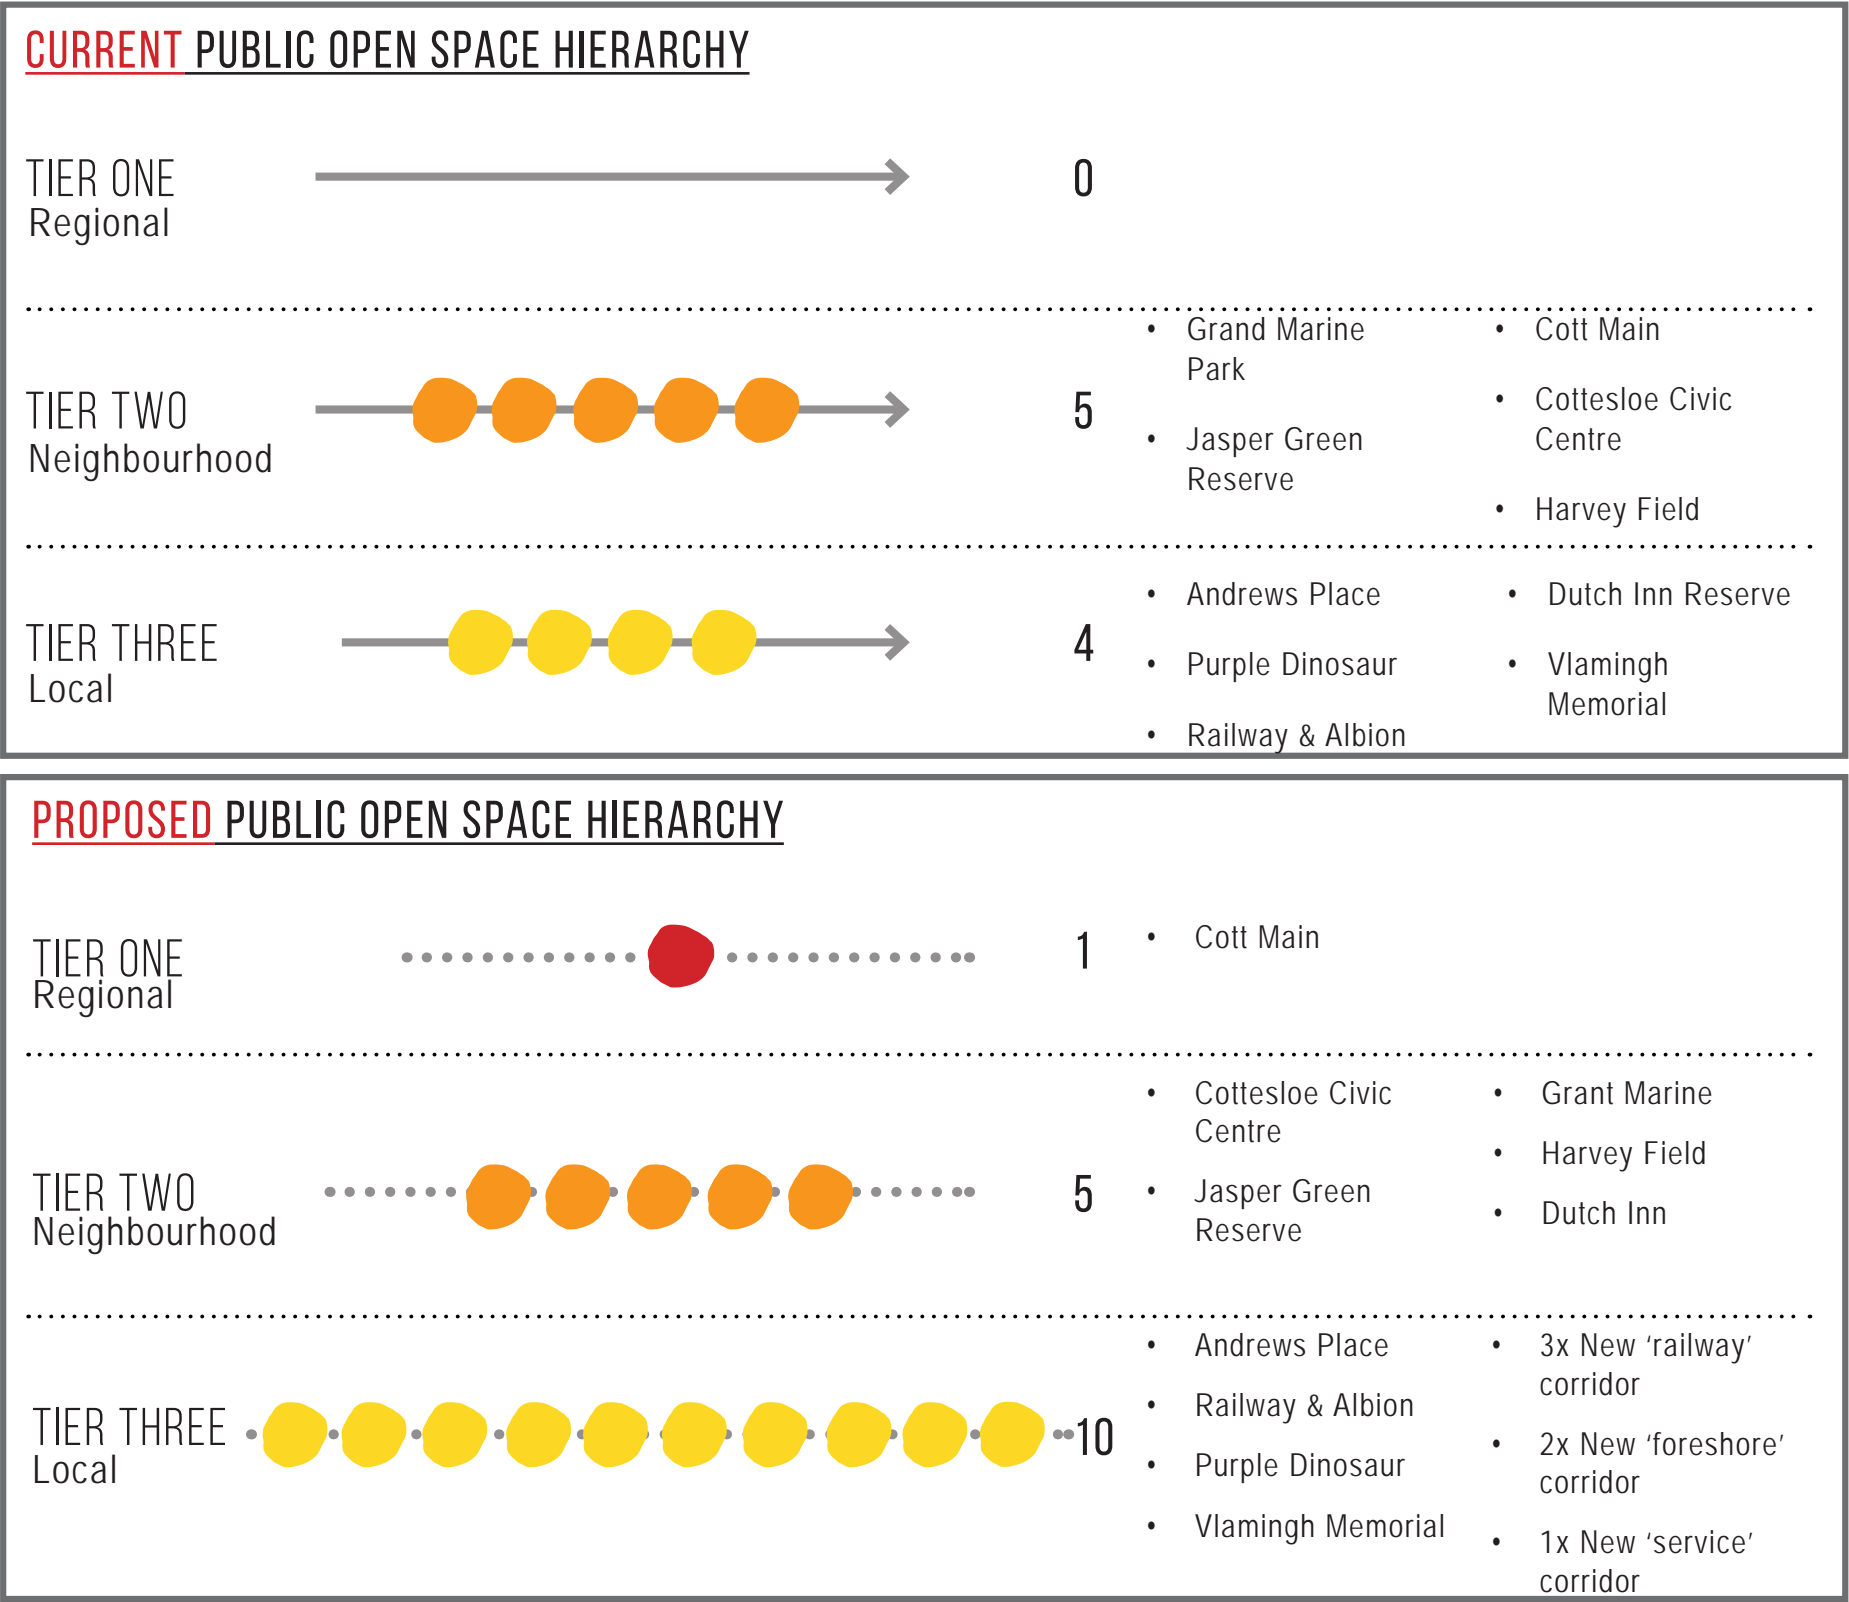 CURRENT PUBLIC OPEN SPACE HIERARCHY
TIER ONE
Regional
0
TIER TWO
Neighbourhood
5
• Grand Marine
Park
• Jasper Green
Reserve
• Cott Main
• Cottesloe Civic
Centre
• Harvey Field
TIER THREE
Local
4
• Andrews Place
• Purple Dinosaur
• Railway & Albion
• Dutch Inn Reserve
• Vlamingh
Memorial
PROPOSED PUBLIC OPEN SPACE HIERARCHY
TIER ONE
Regional
1
• Cott Main
TIER TWO
Neighbourhood
5
• Cottesloe Civic
Centre
• Jasper Green
Reserve
• Grant Marine
• Harvey Field
• Dutch Inn
TIER THREE
Local
10
• Andrews Place
• Railway & Albion
• Purple Dinosaur
• Vlamingh Memorial
• 3x New ‘railway’
corridor
• 2x New ‘foreshore’
corridor
• 1x New ‘service’
corridor